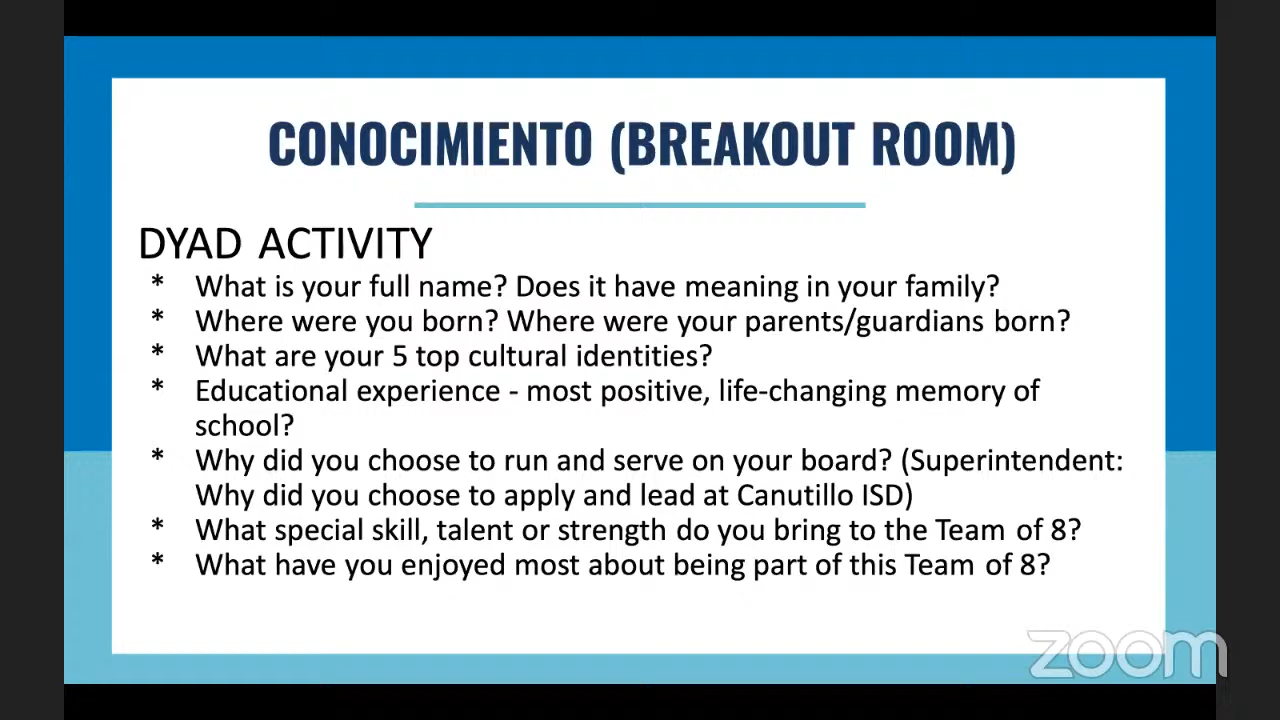 CONOCIMIENTO (BREAKOUT ROOM)
DYAD ACTIVITY
* What is your full name? Does it have meaning in your family?
* Where were you born? Where were your parents/guardians born?
* What are your 5 top cultural identities?
* Educational experience - most positive, life-changing memory of
school?
* Why did you choose to run and serve on your board? (Superintendent:
Why did you choose to apply and lead at Canutillo ISD)
* What special skill, talent or strength do you bring to the Team of 8?
* What have you enjoyed most about being part of this Team of 8?
zoom